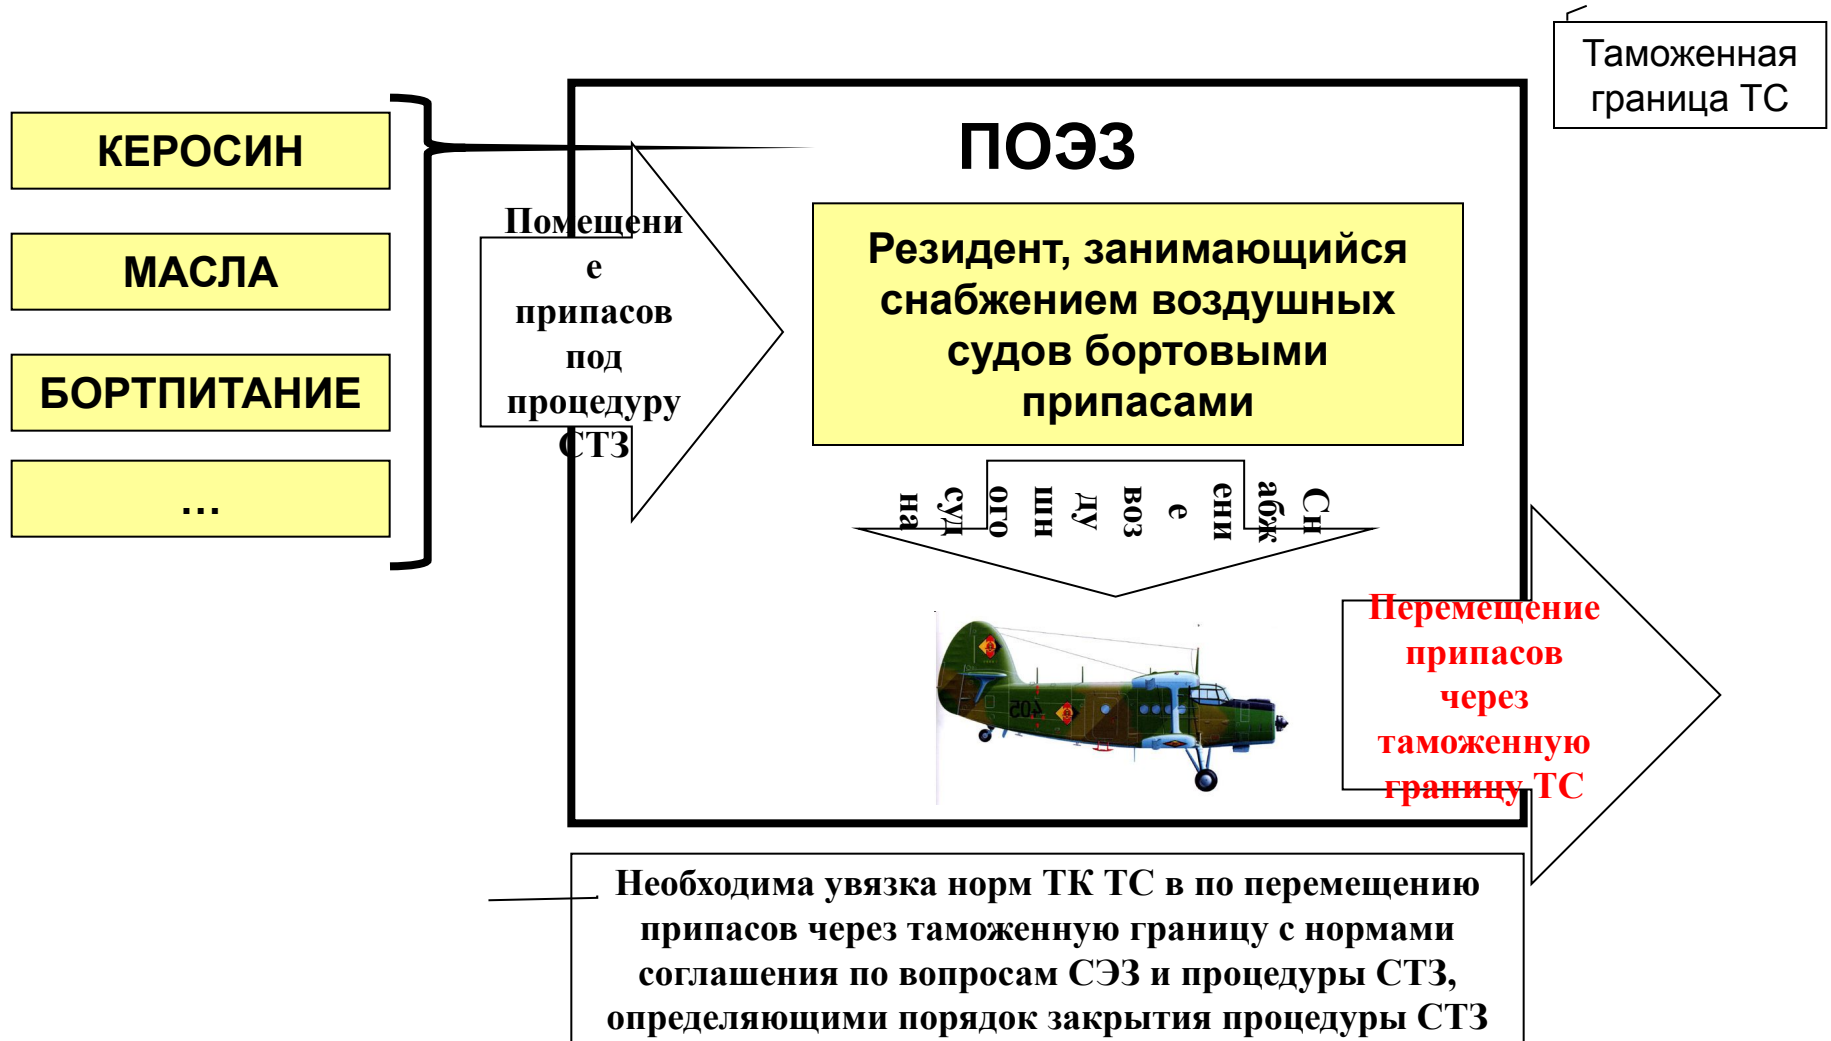 Таможенная
граница ТС
КЕРОСИН
МАСЛА
БОРТПИТАНИЕ
...
Помещени
е
припасов
под
процедуру
СТЗ
ПОЭЗ
Резидент, занимающийся
снабжением воздушных
судов бортовыми
припасами
Сн
абж
ени
е
воз
ду
шн
ого
суд
на
405
Перемещение
припасов
через
таможенную
границу ТС
Необходима увязка норм ТК ТС в по перемещению
припасов через таможенную границу с нормами
соглашения по вопросам СЭЗ и процедуры СТЗ,
определяющими порядок закрытия процедуры СТЗ